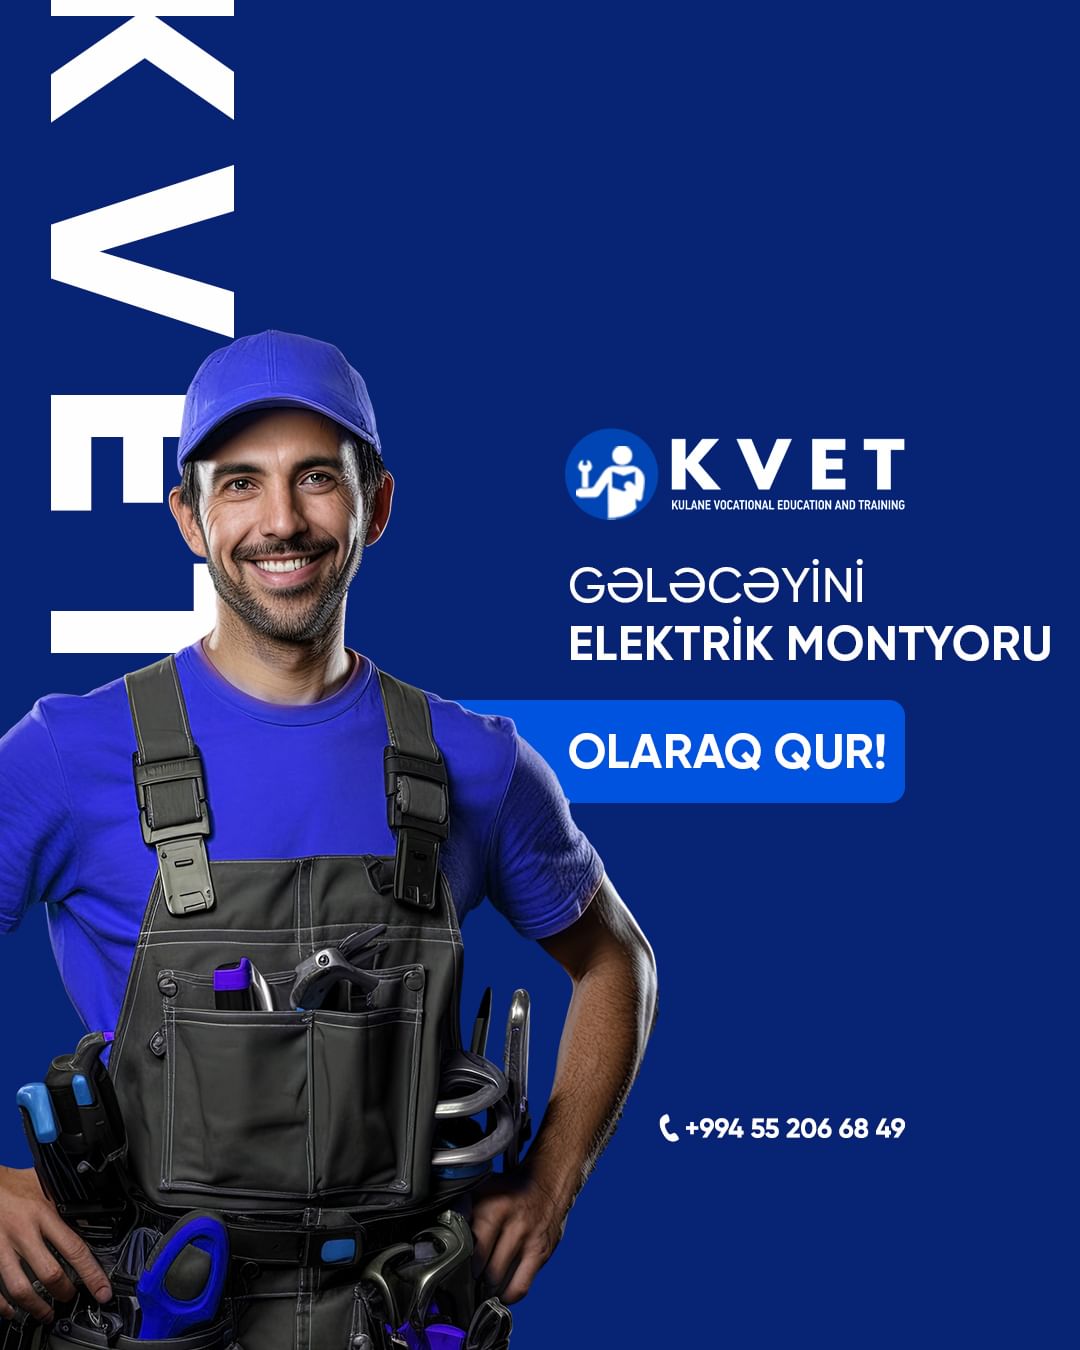 KVET
KVET
KULANE VOCATIONAL EDUCATION AND TRAINING
GƏLƏCƏYİNİ
ELEKTRİK MONTYORU
OLARAQ QUR!
+994 55 206 68 49